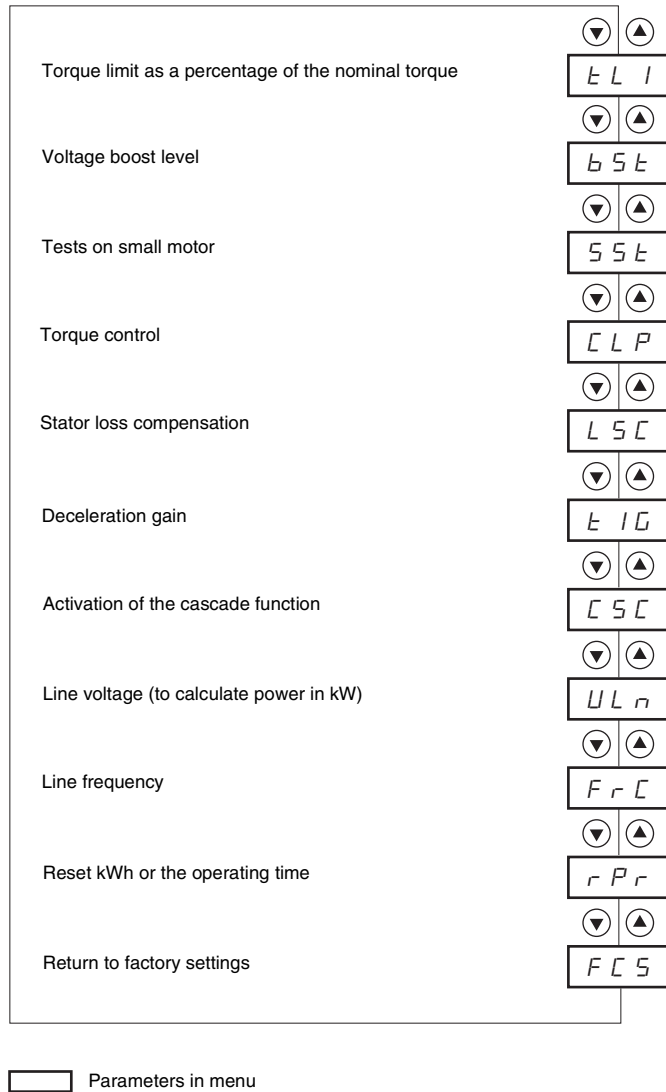 Torque limit as a percentage of the nominal torque tLI
Voltage boost level bSt
Tests on small motor SSt
Torque control CLP
Stator loss compensation LSC
Deceleration gain tIG
Activation of the cascade function CSC
Line voltage (to calculate power in kW) ULn
Line frequency FrC
Reset kWh or the operating time rPr
Return to factory settings FCS
Parameters in menu